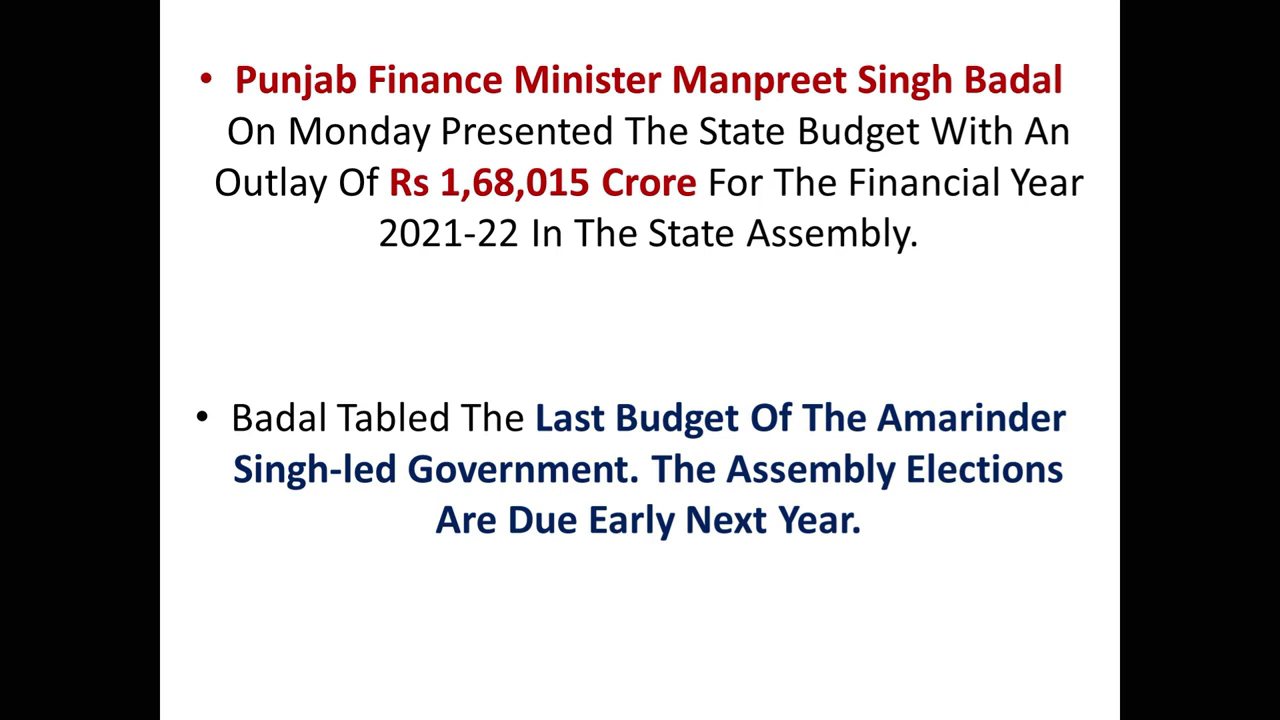 • Punjab Finance Minister Manpreet Singh Badal
On Monday Presented The State Budget With An
Outlay Of Rs 1,68,015 Crore For The Financial Year
2021-22 In The State Assembly.
• Badal Tabled The Last Budget Of The Amarinder
Singh-led Government. The Assembly Elections
Are Due Early Next Year.